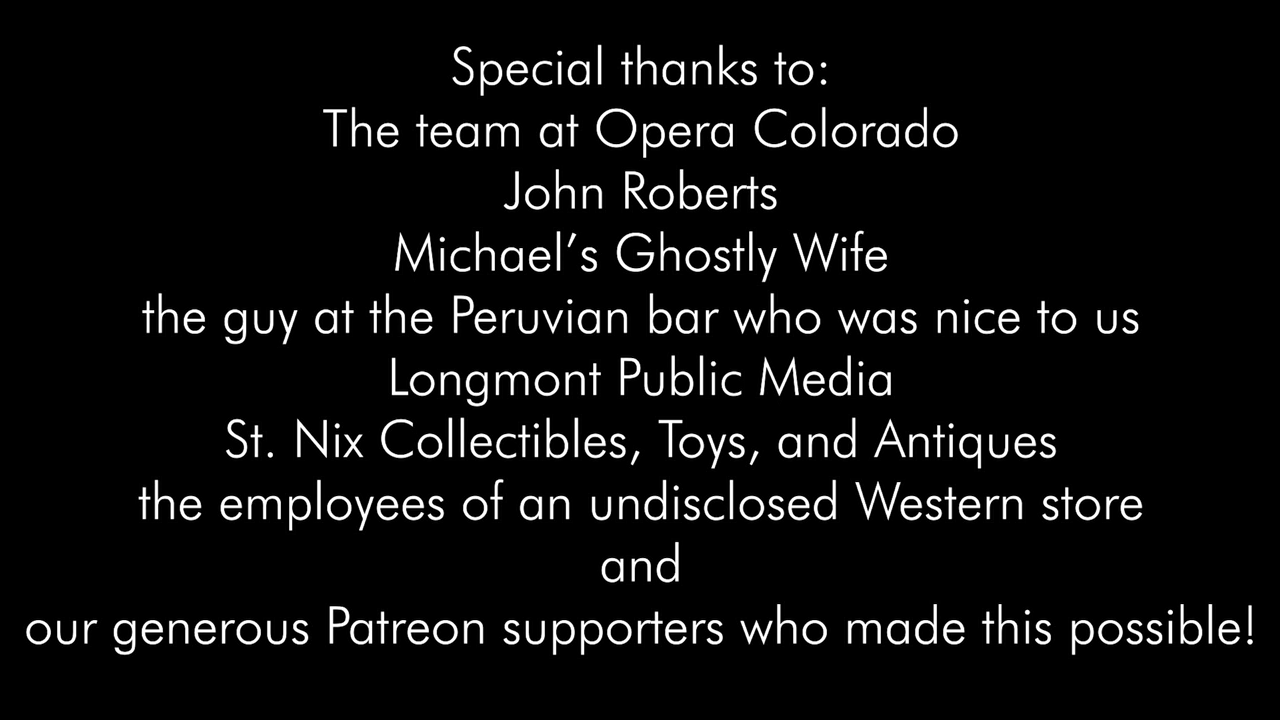 Special thanks to:
The team at Opera Colorado
John Roberts
Michael’s Ghostly Wife
the guy at the Peruvian bar who was nice to us
Longmont Public Media
St. Nix Collectibles, Toys, and Antiques
the employees of an undisclosed Western store
and
our generous Patreon supporters who made this possible!